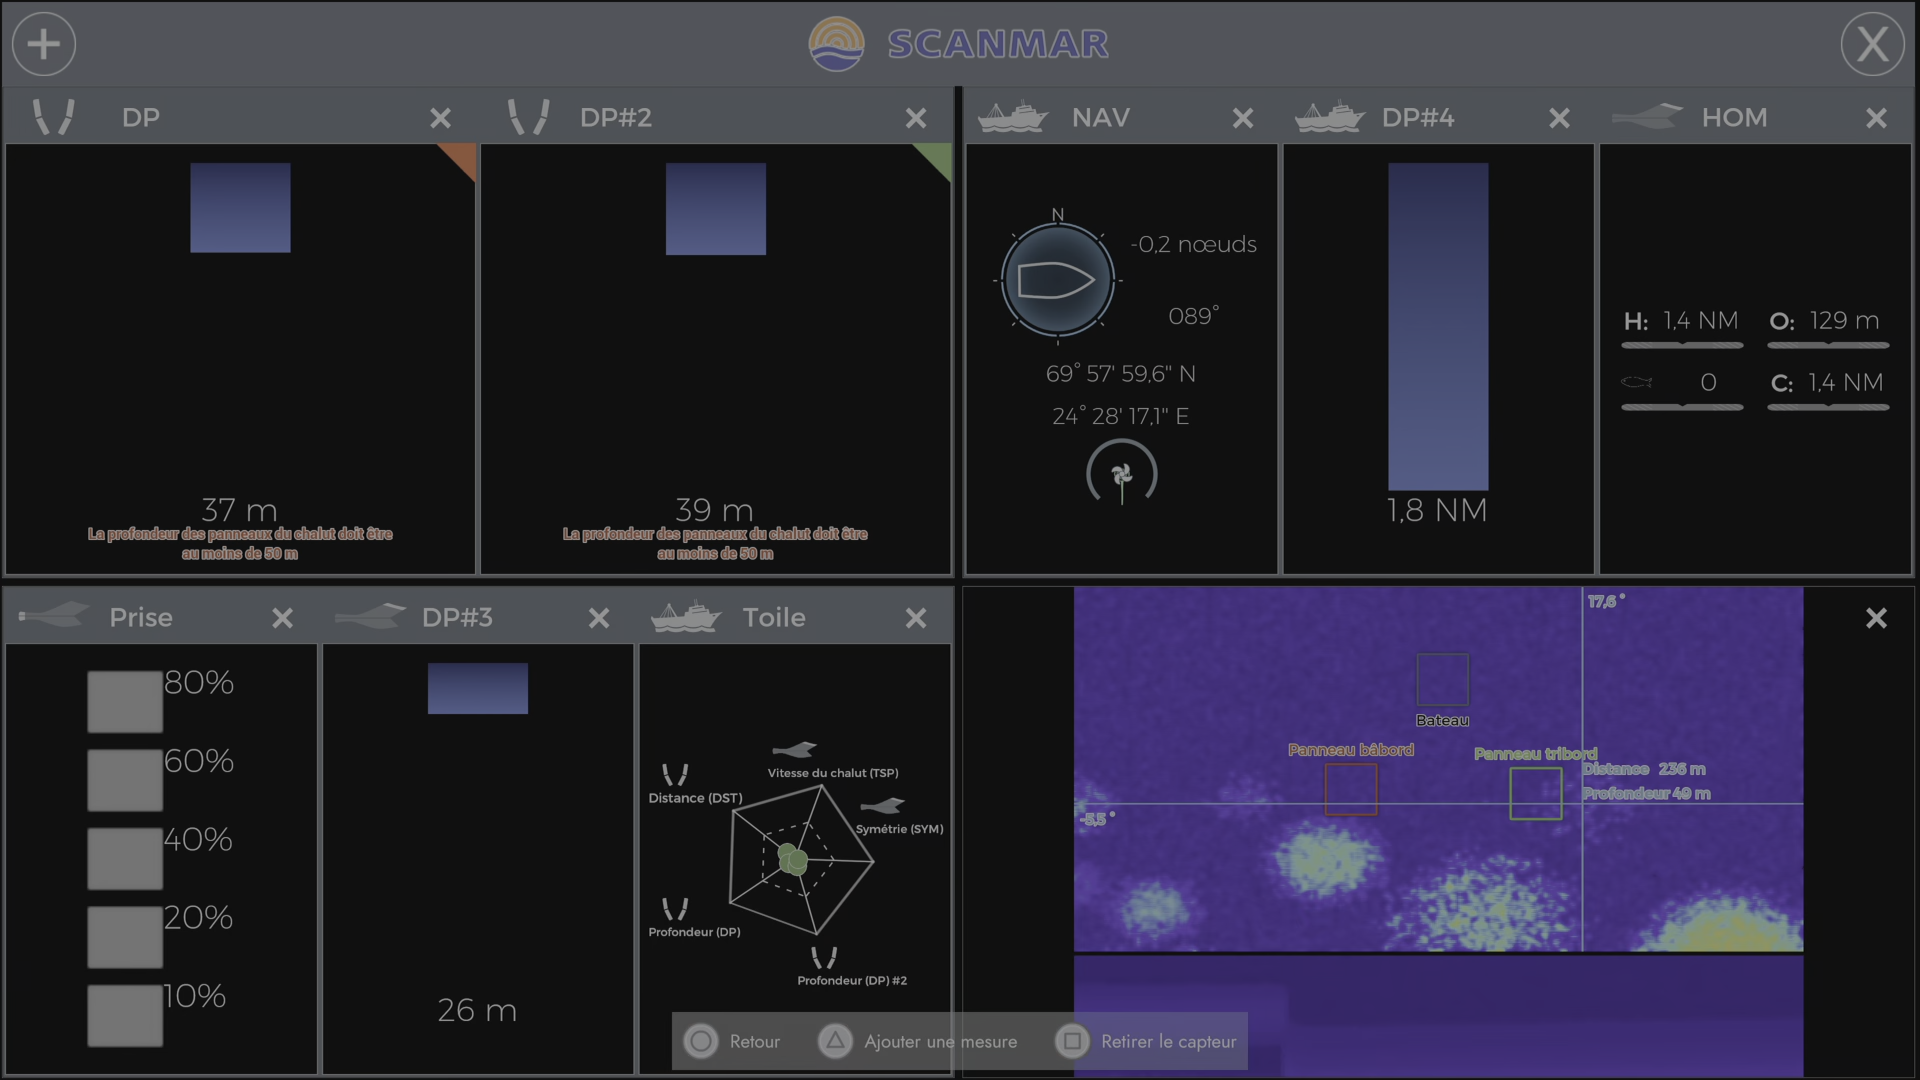 SCANMAR
X
DP
DP#2
NAV
DP#4
HOM
37 m
La profondeur des panneaux du chalut doit être
au moins de 50 m
39 m
La profondeur des panneaux du chalut doit être
au moins de 50 m
N
-0,2 nœuds
089°
69° 57' 59,6" N
24° 28' 17,1" E
1,8 NM
H: 1,4 NM
O: 129 m
0
C: 1,4 NM
Prise
DP#3
Toile
80%
60%
40%
20%
10%
26 m
Vitesse du chalut (TSP)
Distance (DST)
Symétrie (SYM)
Profondeur (DP)
Profondeur (DP) #2
17,6 °
Bateau
Panneau bâbord
Panneau tribord
Distance 236 m
Profondeur 49 m
-5,5 °
Retour
Ajouter une mesure
Retirer le capteur